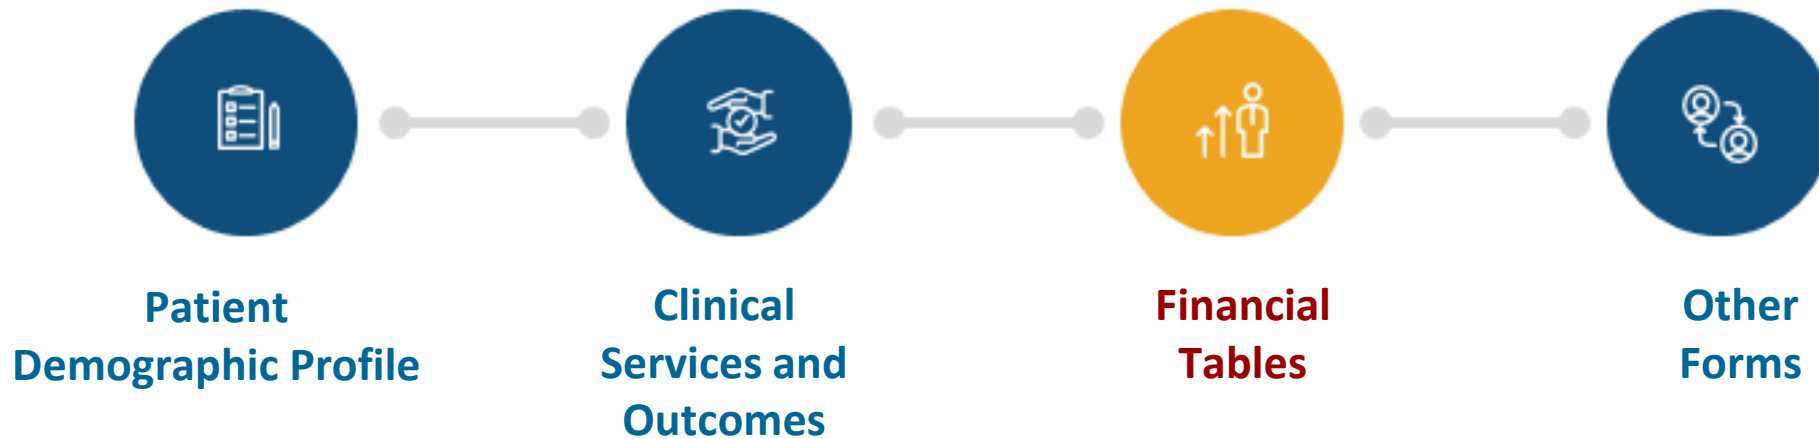 Patient
Demographic Profile
Clinical
Services and
Outcomes
Financial
Tables
Other
Forms